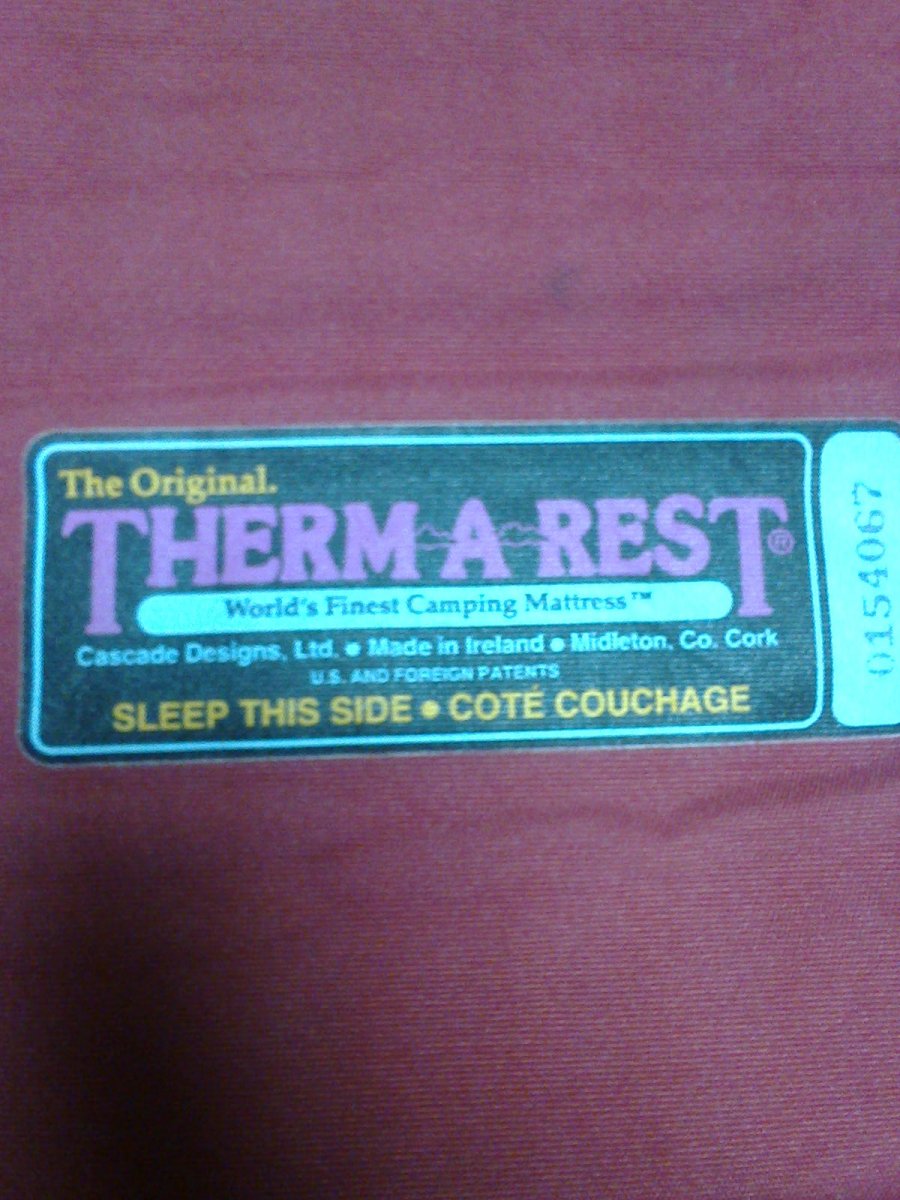 The Original.
THERM-A-REST®
World's Finest Camping Mattress™
Cascade Designs, Ltd. • Made in Ireland • Midleton, Co. Cork
U.S. AND FOREIGN PATENTS
SLEEP THIS SIDE • COTÉ COUCHAGE
0154067